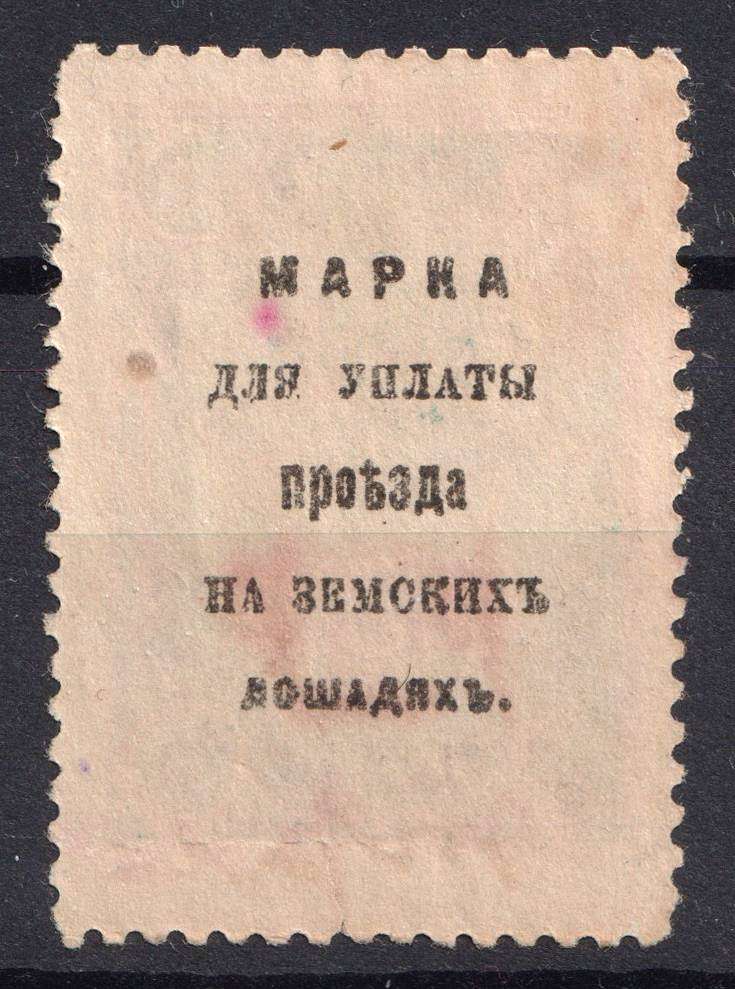 МАРКА
ДЛЯ УПЛАТЫ
проѣзда
НА ЗЕМСКИХЪ
лошадяхъ.